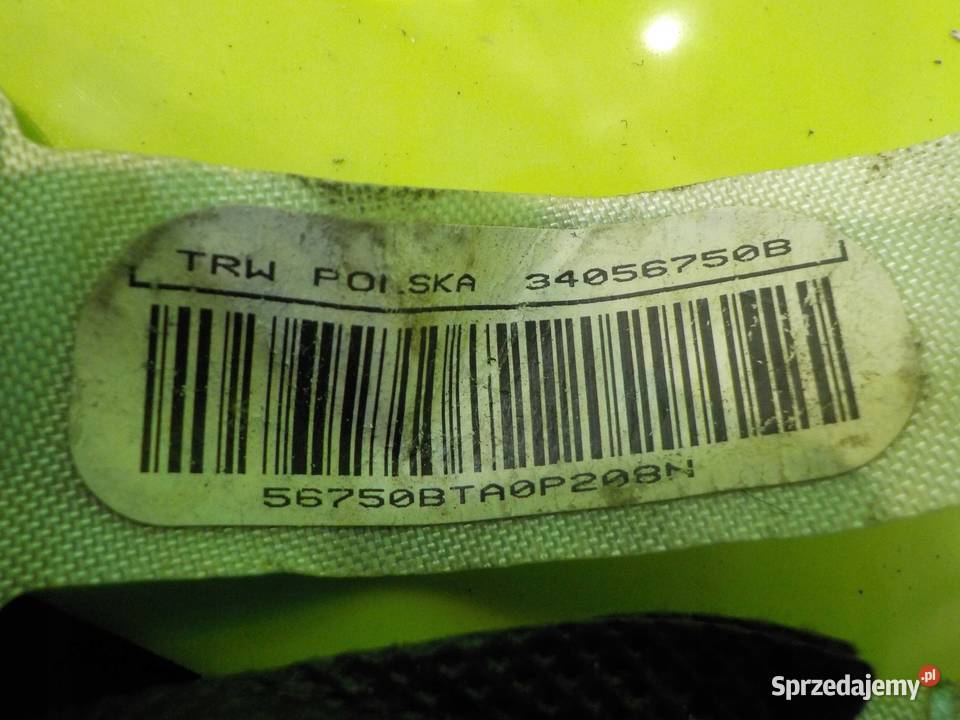 TRW POLSKA 34056750B
56750BTA0P208N
Sprzedajemy.pl